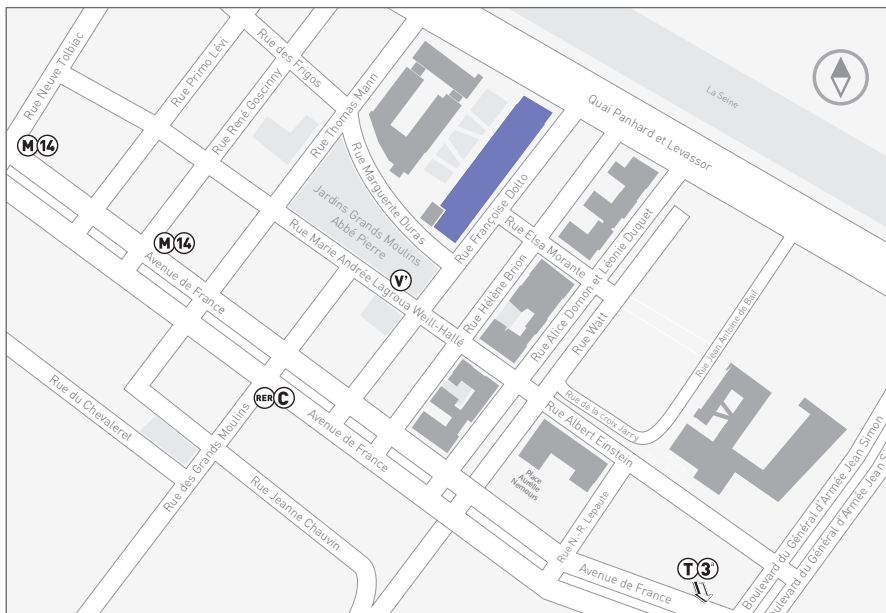 Rue Neuve Tolbiac
Rue Primo Lévi
Rue René Goscinny
Rue des Frigos
Rue Thomas Mann
Quai Panhard et Levassor
La Seine
M 14
M 14
Rue Marguerite Duras
Jardins Grands Moulins
Abbé Pierre
V'
Rue Marie Andrée Lagroua Weill-Hallé
Rue Françoise Dolto
Rue Elsa Morante
Rue Hélène Brion
Rue Alice Domon et Léonie Duquet
Rue Watt
Rue Jean Antoine de Baïf
Rue de la croix Jarry
Rue Albert Einstein
Avenue de France
Rue du Chevaleret
RER C
Rue des Grands Moulins
Avenue de France
Rue Jeanne Chauvin
Place
Aurélie
Nemours
Rue N.-R. Lepaute
Avenue de France
T 3a
Boulevard du Général d'Armée Jean Simon
Boulevard du Général d'Armée Jean S